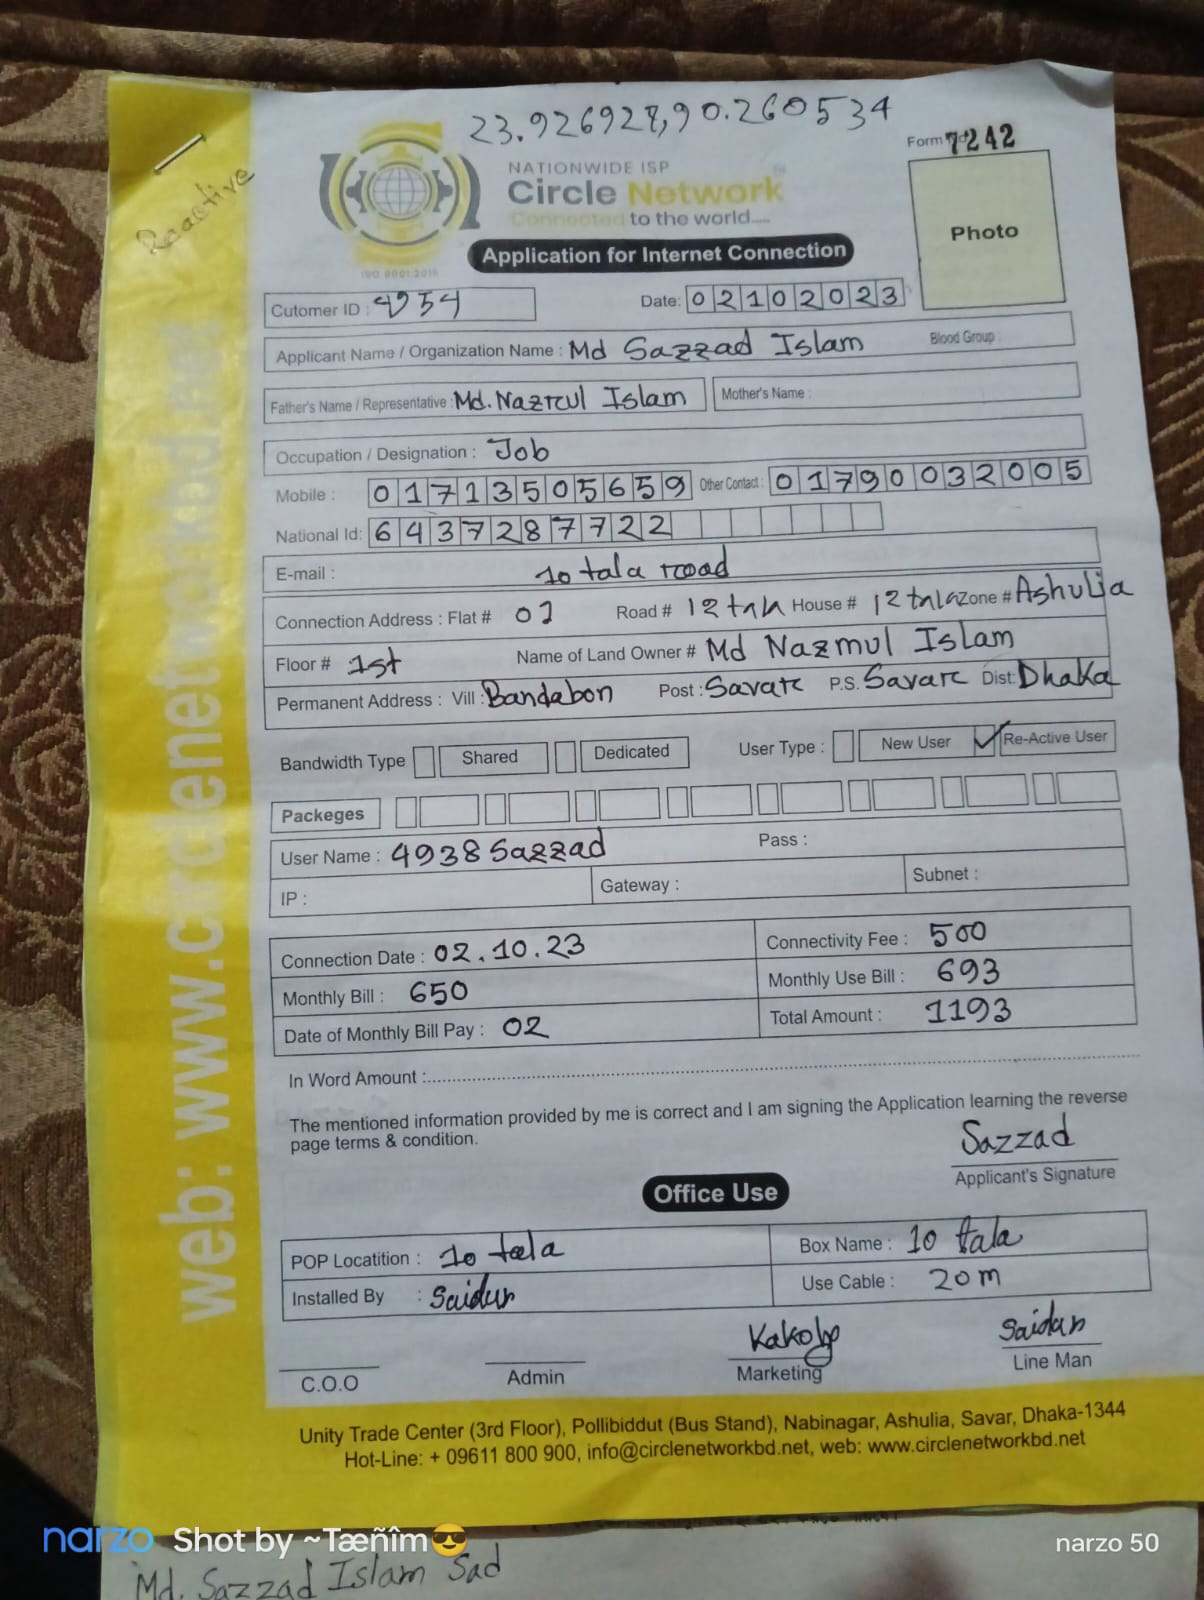 23.926928,90.260534
Form 7242
Reactive
NATIONWIDE ISP
Circle Network
Connected to the world.....
ISO 9001:2015
Photo
Application for Internet Connection
Cutomer ID : 4954
Date: 02102023
Applicant Name / Organization Name : Md Sazzad Islam Blood Group :
Father's Name / Representative : Md. Nazrul Islam Mother's Name :
Occupation / Designation : Job
Mobile : 01713505659 Other Contact : 01790032005
National Id: 6437287722
E-mail :
10 tala road
Connection Address : Flat # 01 Road # 12 tala House # 12 tala Zone # Ashulia
Floor # 1st Name of Land Owner # Md Nazmul Islam
Permanent Address : Vill : Bandabon Post : Savar P.S. Savar Dist: Dhaka
Bandwidth Type Shared Dedicated User Type : New User ✓ Re-Active User
Packeges
User Name : 4938 Sazzad Pass :
IP : Gateway : Subnet :
Connection Date : 02.10.23 Connectivity Fee : 500
Monthly Bill : 650 Monthly Use Bill : 693
Date of Monthly Bill Pay : 02 Total Amount : 1193
In Word Amount :
The mentioned information provided by me is correct and I am signing the Application learning the reverse
page terms & condition.
Sazzad
Applicant's Signature
Office Use
POP Locatition : 10 tala Box Name : 10 tala
Installed By : Saidur Use Cable : 20m
Saidur
C.O.O Admin Marketing Line Man
Unity Trade Center (3rd Floor), Pollibiddut (Bus Stand), Nabinagar, Ashulia, Savar, Dhaka-1344
Hot-Line: + 09611 800 900, info@circlenetworkbd.net, web: www.circlenetworkbd.net
web: www.circlenetworkbd.net
narzo Shot by ~Tæñîm😎 narzo 50
Md. Sazzad Islam Sad